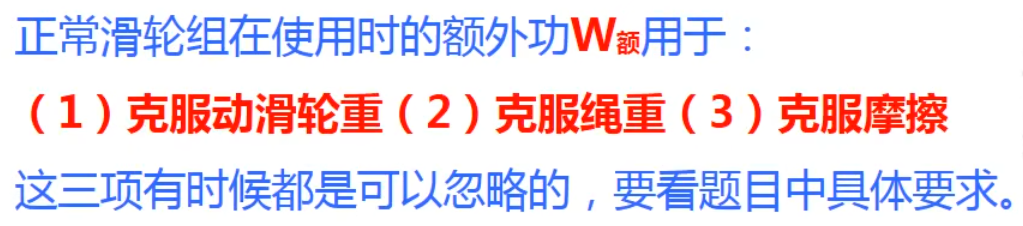 正常滑轮组在使用时的额外功W额用于：
（1）克服动滑轮重（2）克服绳重（3）克服摩擦
这三项有时候都是可以忽略的，要看题目中具体要求。